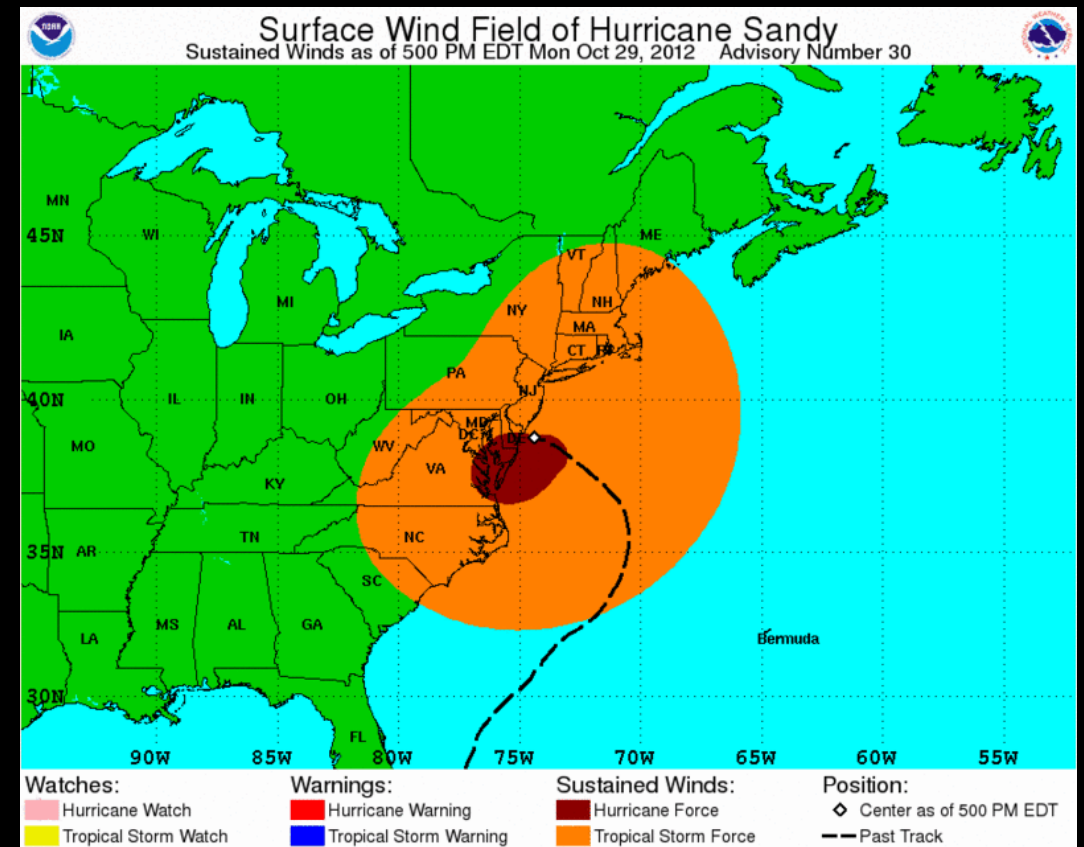 Surface Wind Field of Hurricane Sandy
Sustained Winds as of 500 PM EDT Mon Oct 29, 2012 Advisory Number 30
NOAA
MN
45N
WI
ME
VT
MI
NH
NY
IA
MA
CT
PA
NJ
40N
IL
IN
OH
MD
DC
DE
MO
WV
VA
KY
TN
NC
35N
AR
SC
LA
MS
AL
GA
Bermuda
30N
FL
90W 85W 80W 75W 70W 65W 60W 55W
Watches: Warnings: Sustained Winds: Position:
Hurricane Watch Hurricane Warning Hurricane Force Center as of 500 PM EDT
Tropical Storm Watch Tropical Storm Warning Tropical Storm Force Past Track